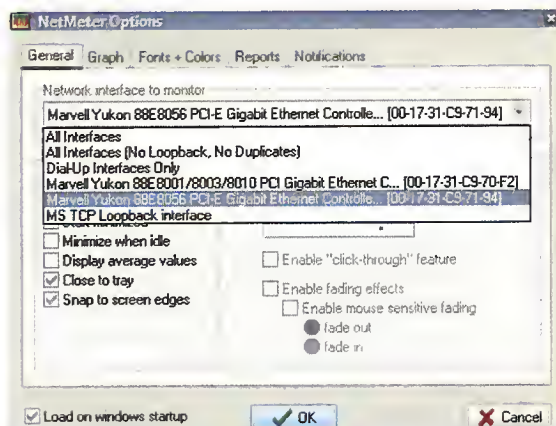 NetMeter Options
General Graph Fonts + Colors Reports Notifications
Network interface to monitor
Marvell Yukon 88E8056 PCI-E Gigabit Ethernet Controlle... [00-17-31-C9-71-94]
All Interfaces
All Interfaces (No Loopback, No Duplicates)
Dial-Up Interfaces Only
Marvell Yukon 88E8001/8003/8010 PCI Gigabit Ethernet C... [00-17-31-C9-70-F2]
Marvell Yukon 88E8056 PCI-E Gigabit Ethernet Controlle... [00-17-31-C9-71-94]
MS TCP Loopback interface
Start minimized
Minimize when idle
Display average values
Enable "click-through" feature
Close to tray
Enable fading effects
Snap to screen edges
Enable mouse sensitive fading
fade out
fade in
Load on windows startup
OK
Cancel